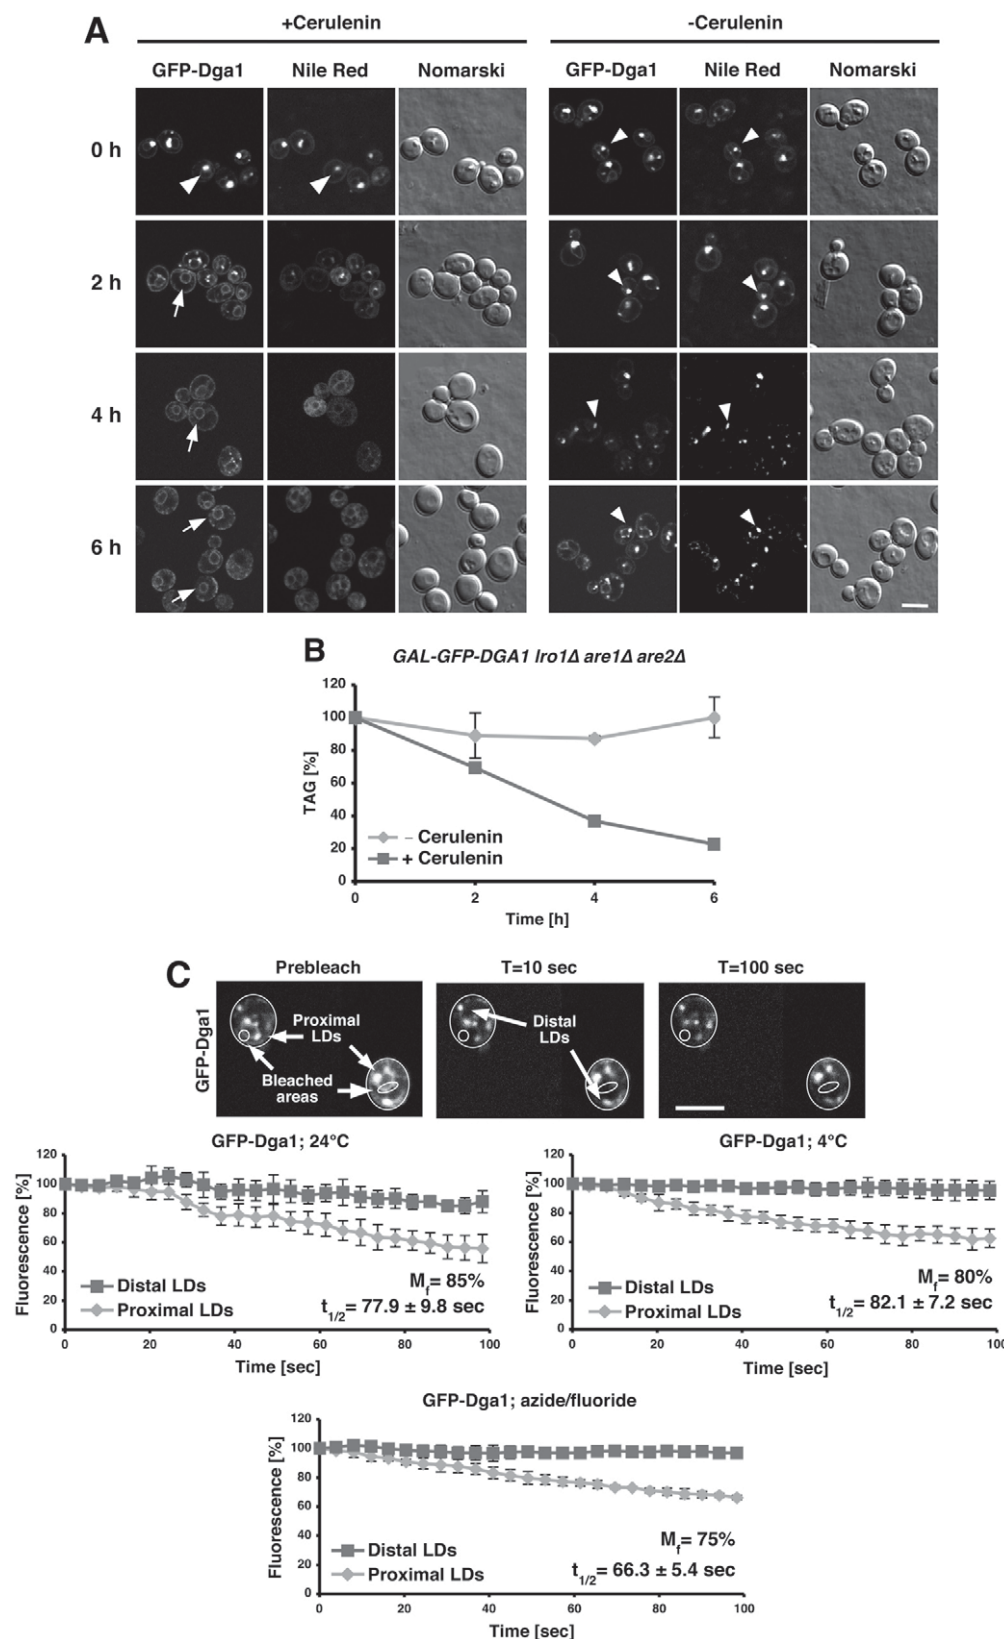 A
+Cerulenin
-Cerulenin
GFP-Dga1 Nile Red Nomarski GFP-Dga1 Nile Red Nomarski
0 h
2 h
4 h
6 h
B
GAL-GFP-DGA1 lro1Δ are1Δ are2Δ
120
100
80
60
40
20
0
TAG [%]
– Cerulenin
+ Cerulenin
0 2 4 6
Time [h]
C
Prebleach T=10 sec T=100 sec
GFP-Dga1
Proximal
LDs
Bleached
areas
Distal
LDs
GFP-Dga1; 24°C
120
100
80
60
40
20
0
Fluorescence [%]
Distal LDs
Proximal LDs
Mf= 85%
t1/2= 77.9 ± 9.8 sec
0 20 40 60 80 100
Time [sec]
GFP-Dga1; 4°C
120
100
80
60
40
20
0
Fluorescence [%]
Distal LDs
Proximal LDs
Mf= 80%
t1/2= 82.1 ± 7.2 sec
0 20 40 60 80 100
Time [sec]
GFP-Dga1; azide/fluoride
120
100
80
60
40
20
0
Fluorescence [%]
Distal LDs
Proximal LDs
Mf= 75%
t1/2= 66.3 ± 5.4 sec
0 20 40 60 80 100
Time [sec]